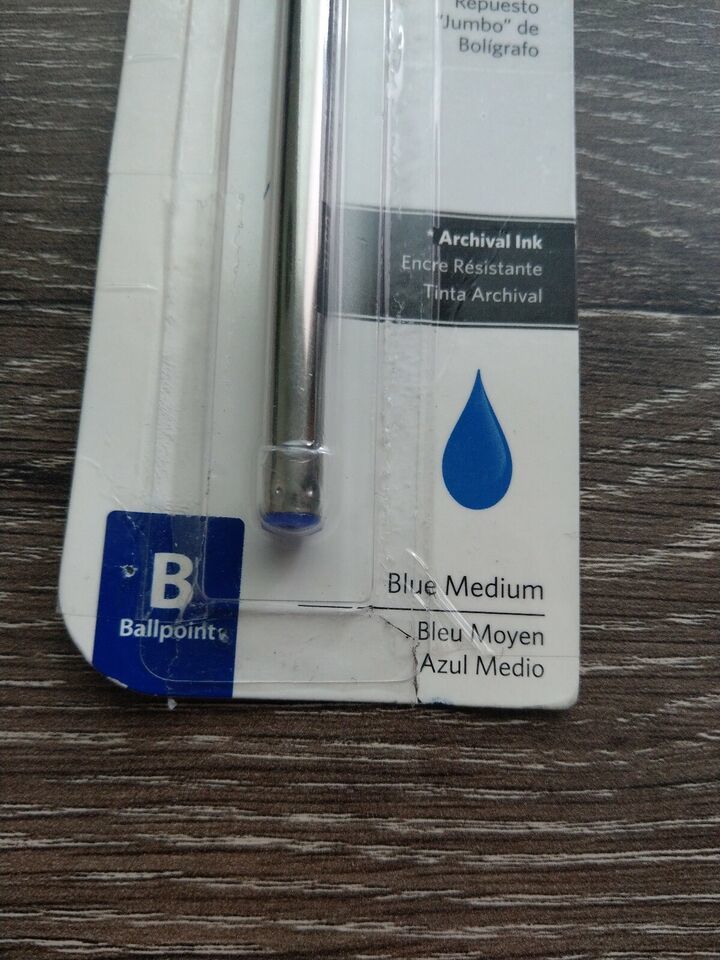 Repuesto
"Jumbo" de
Bolígrafo
* Archival Ink
Encre Résistante
Tinta Archival
B
Ballpoint
Blue Medium
Bleu Moyen
Azul Medio